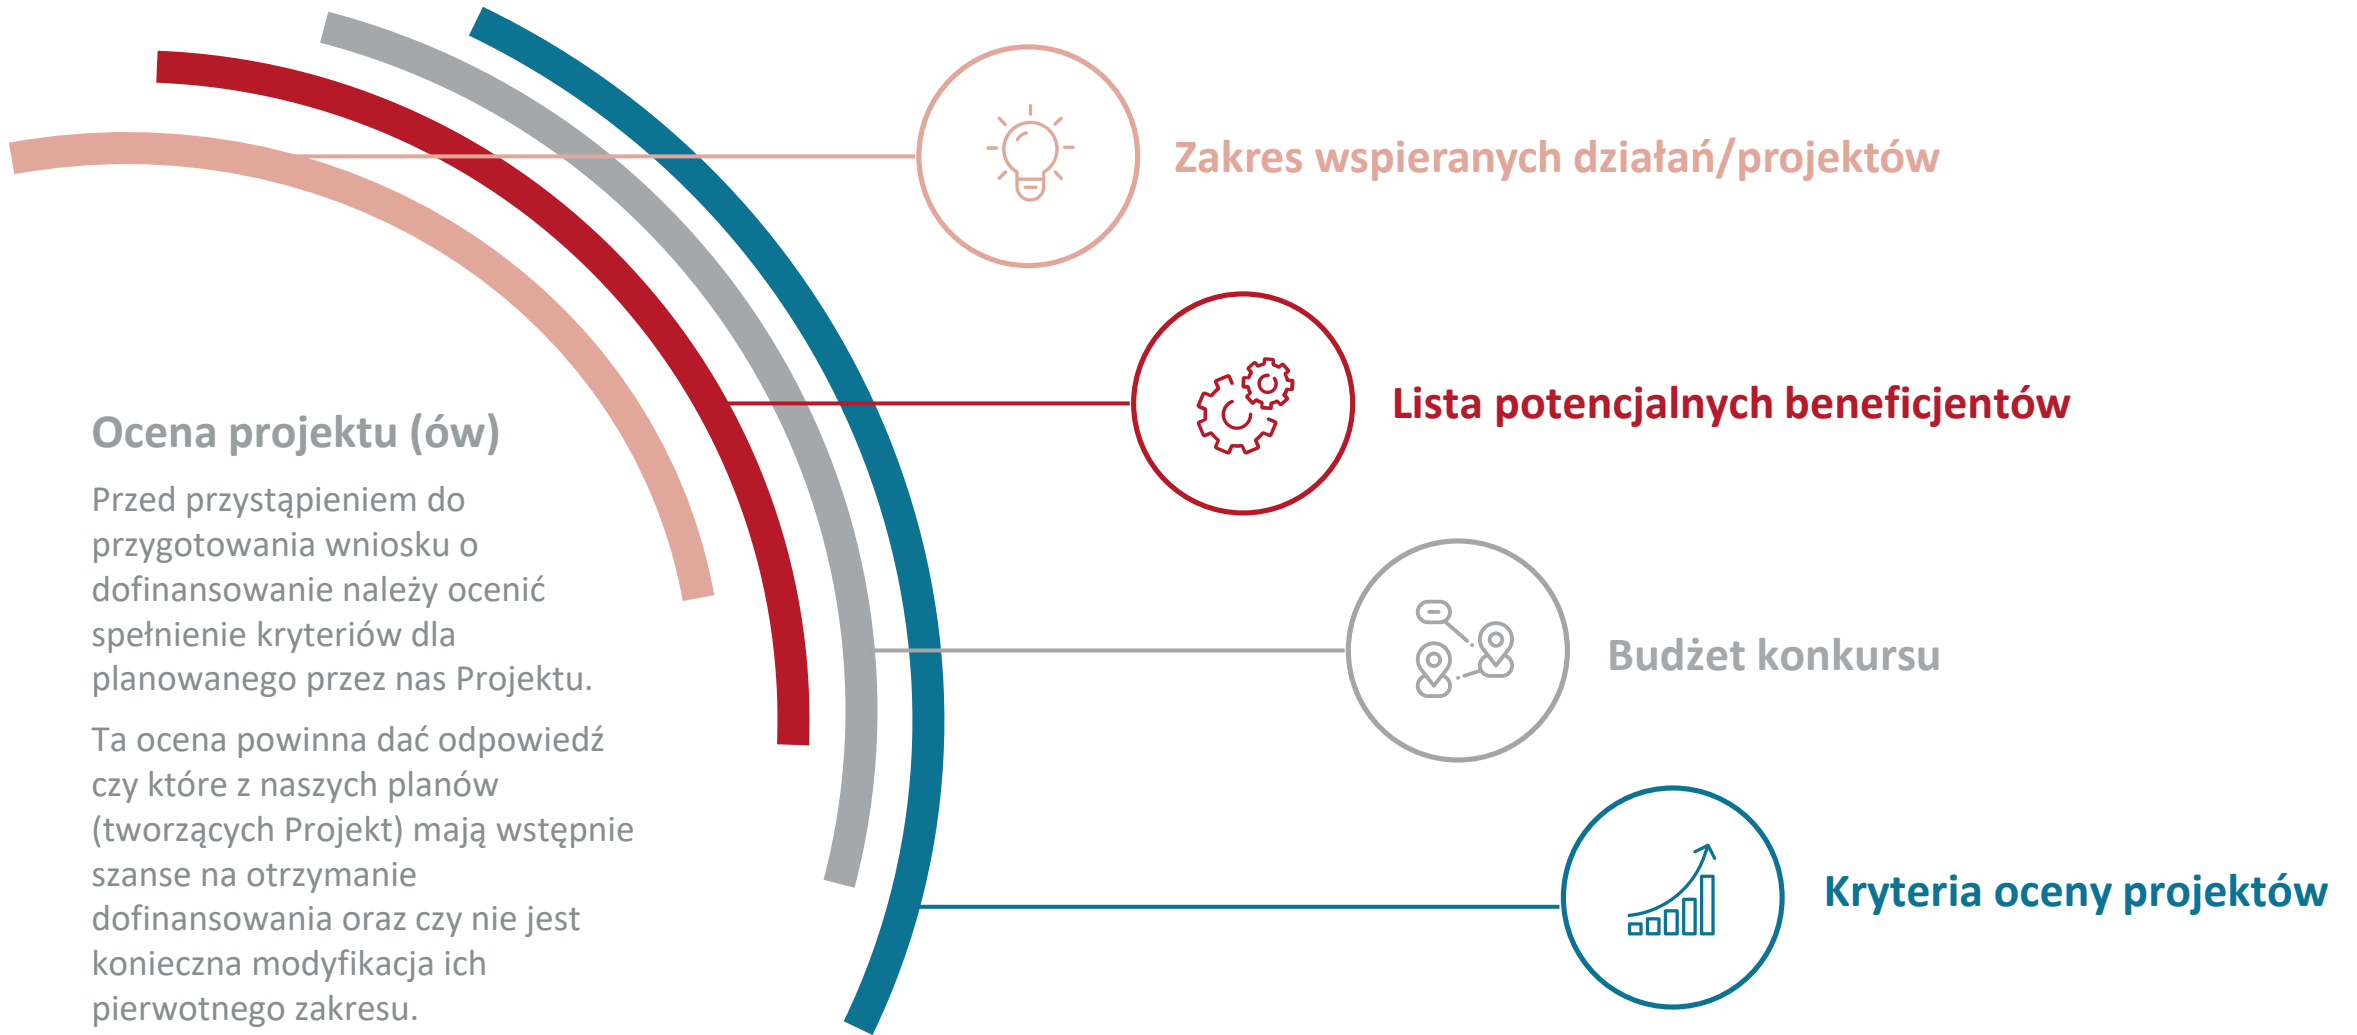 Zakres wspieranych działań/projektów
Lista potencjalnych beneficjentów
Ocena projektu (ów)
Przed przystąpieniem do
przygotowania wniosku o
dofinansowanie należy ocenić
spełnienie kryteriów dla
planowanego przez nas Projektu.
Ta ocena powinna dać odpowiedź
czy które z naszych planów
(tworzących Projekt) mają wstępnie
szanse na otrzymanie
dofinansowania oraz czy nie jest
konieczna modyfikacja ich
pierwotnego zakresu.
Budżet konkursu
Kryteria oceny projektów